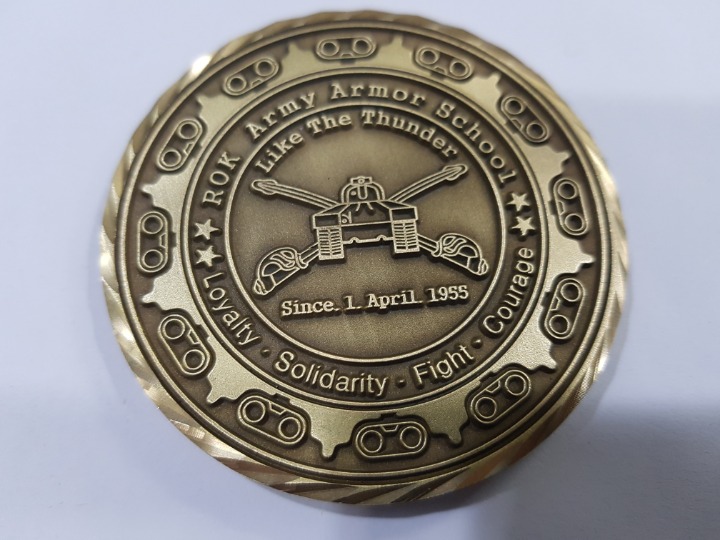 ROK Army Armor School
Like The Thunder
Since. 1. April. 1955
Loyalty · Solidarity · Fight · Courage